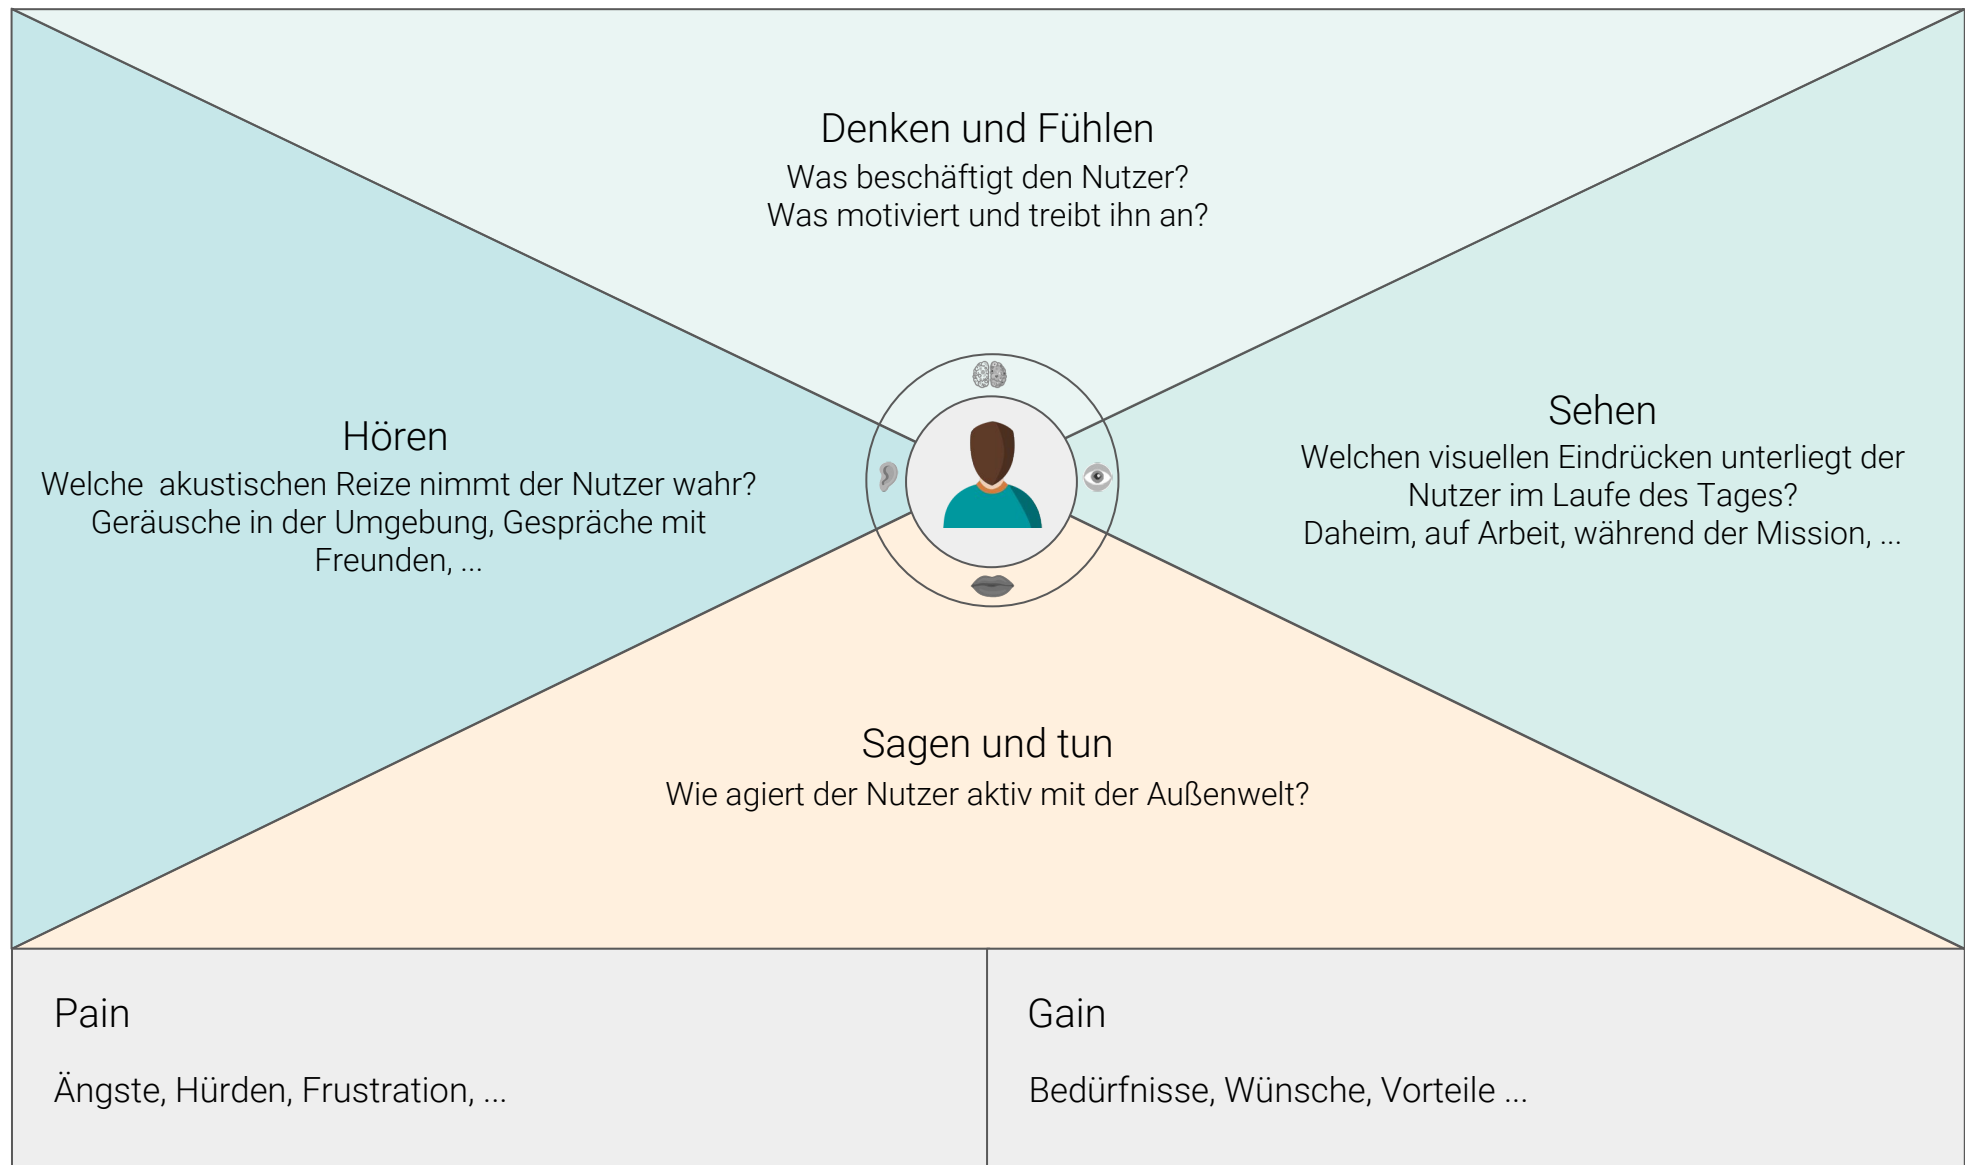 Denken und Fühlen
Was beschäftigt den Nutzer?
Was motiviert und treibt ihn an?
Hören
Welche  akustischen Reize nimmt der Nutzer wahr?
Geräusche in der Umgebung, Gespräche mit
Freunden, ...
Sehen
Welchen visuellen Eindrücken unterliegt der
Nutzer im Laufe des Tages?
Daheim, auf Arbeit, während der Mission, ...
Sagen und tun
Wie agiert der Nutzer aktiv mit der Außenwelt?
Pain
Ängste, Hürden, Frustration, ...
Gain
Bedürfnisse, Wünsche, Vorteile ...